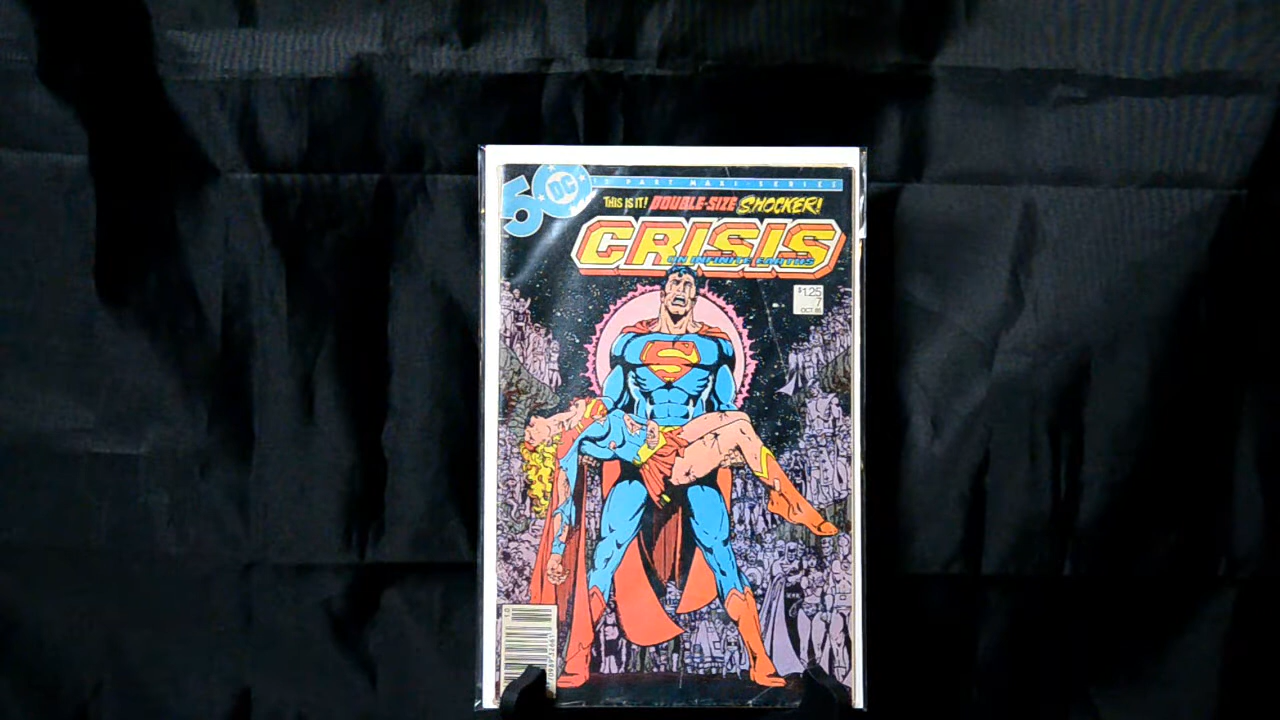 50
DC
12 PART MAXI-SERIES
THIS IS IT! DOUBLE-SIZE SHOCKER!
CRISIS
ON INFINITE EARTHS
$1.25
7
OCT. 85
10